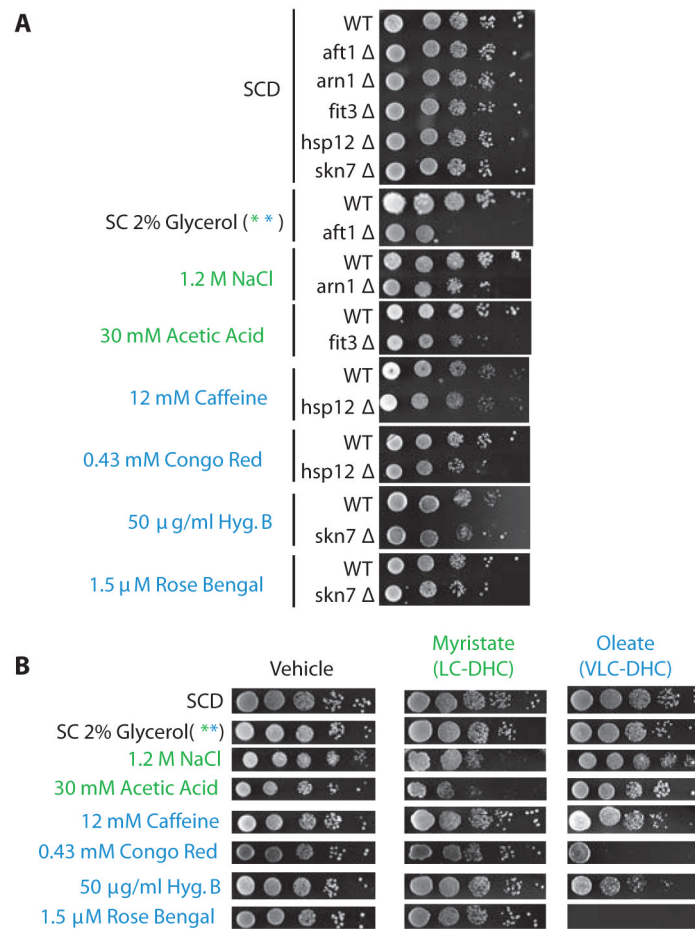 A
SCD
WT
aft1 Δ
arn1 Δ
fit3 Δ
hsp12 Δ
skn7 Δ
SC 2% Glycerol (* *)
WT
aft1 Δ
1.2 M NaCl
WT
arn1 Δ
30 mM Acetic Acid
WT
fit3 Δ
12 mM Caffeine
WT
hsp12 Δ
0.43 mM Congo Red
WT
hsp12 Δ
50 μ g/ml Hyg. B
WT
skn7 Δ
1.5 μ M Rose Bengal
WT
skn7 Δ
B
Vehicle
Myristate
(LC-DHC)
Oleate
(VLC-DHC)
SCD
SC 2% Glycerol( **)
1.2 M NaCl
30 mM Acetic Acid
12 mM Caffeine
0.43 mM Congo Red
50 μg/ml Hyg. B
1.5 μM Rose Bengal